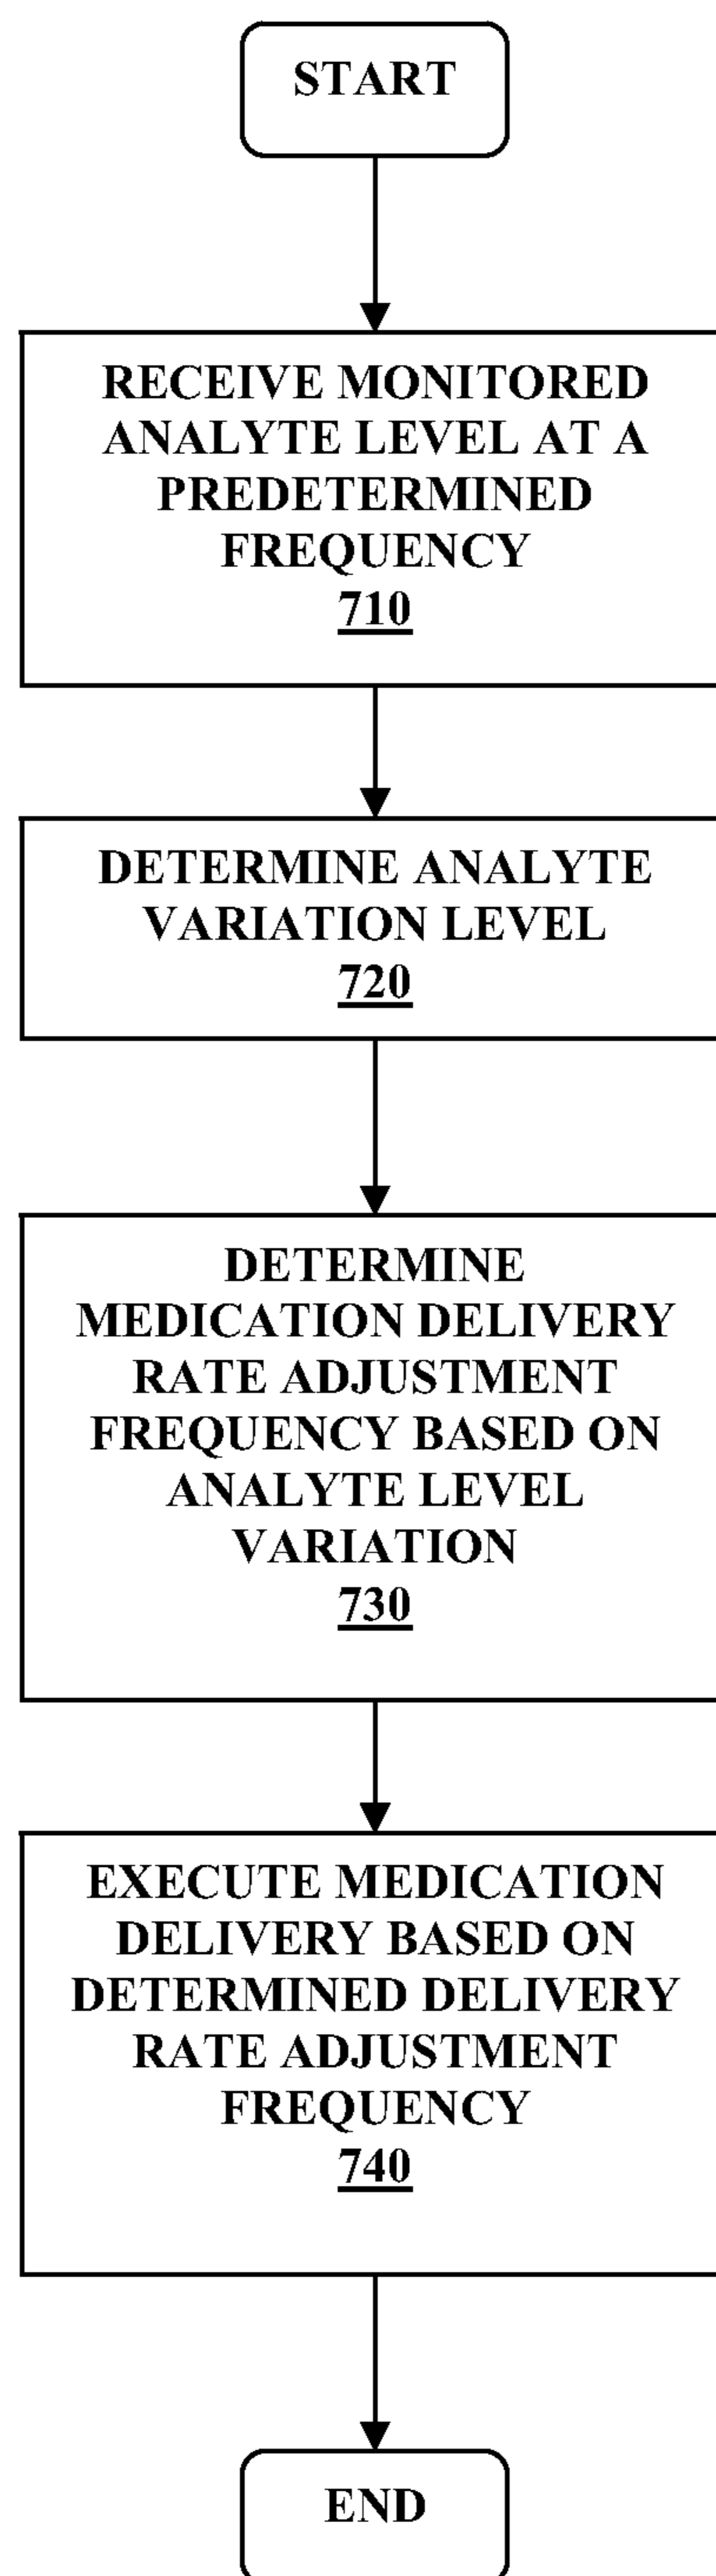 START
RECEIVE MONITORED
ANALYTE LEVEL AT A
PREDETERMINED
FREQUENCY
710
DETERMINE ANALYTE
VARIATION LEVEL
720
DETERMINE
MEDICATION DELIVERY
RATE ADJUSTMENT
FREQUENCY BASED ON
ANALYTE LEVEL
VARIATION
730
EXECUTE MEDICATION
DELIVERY BASED ON
DETERMINED DELIVERY
RATE ADJUSTMENT
FREQUENCY
740
END